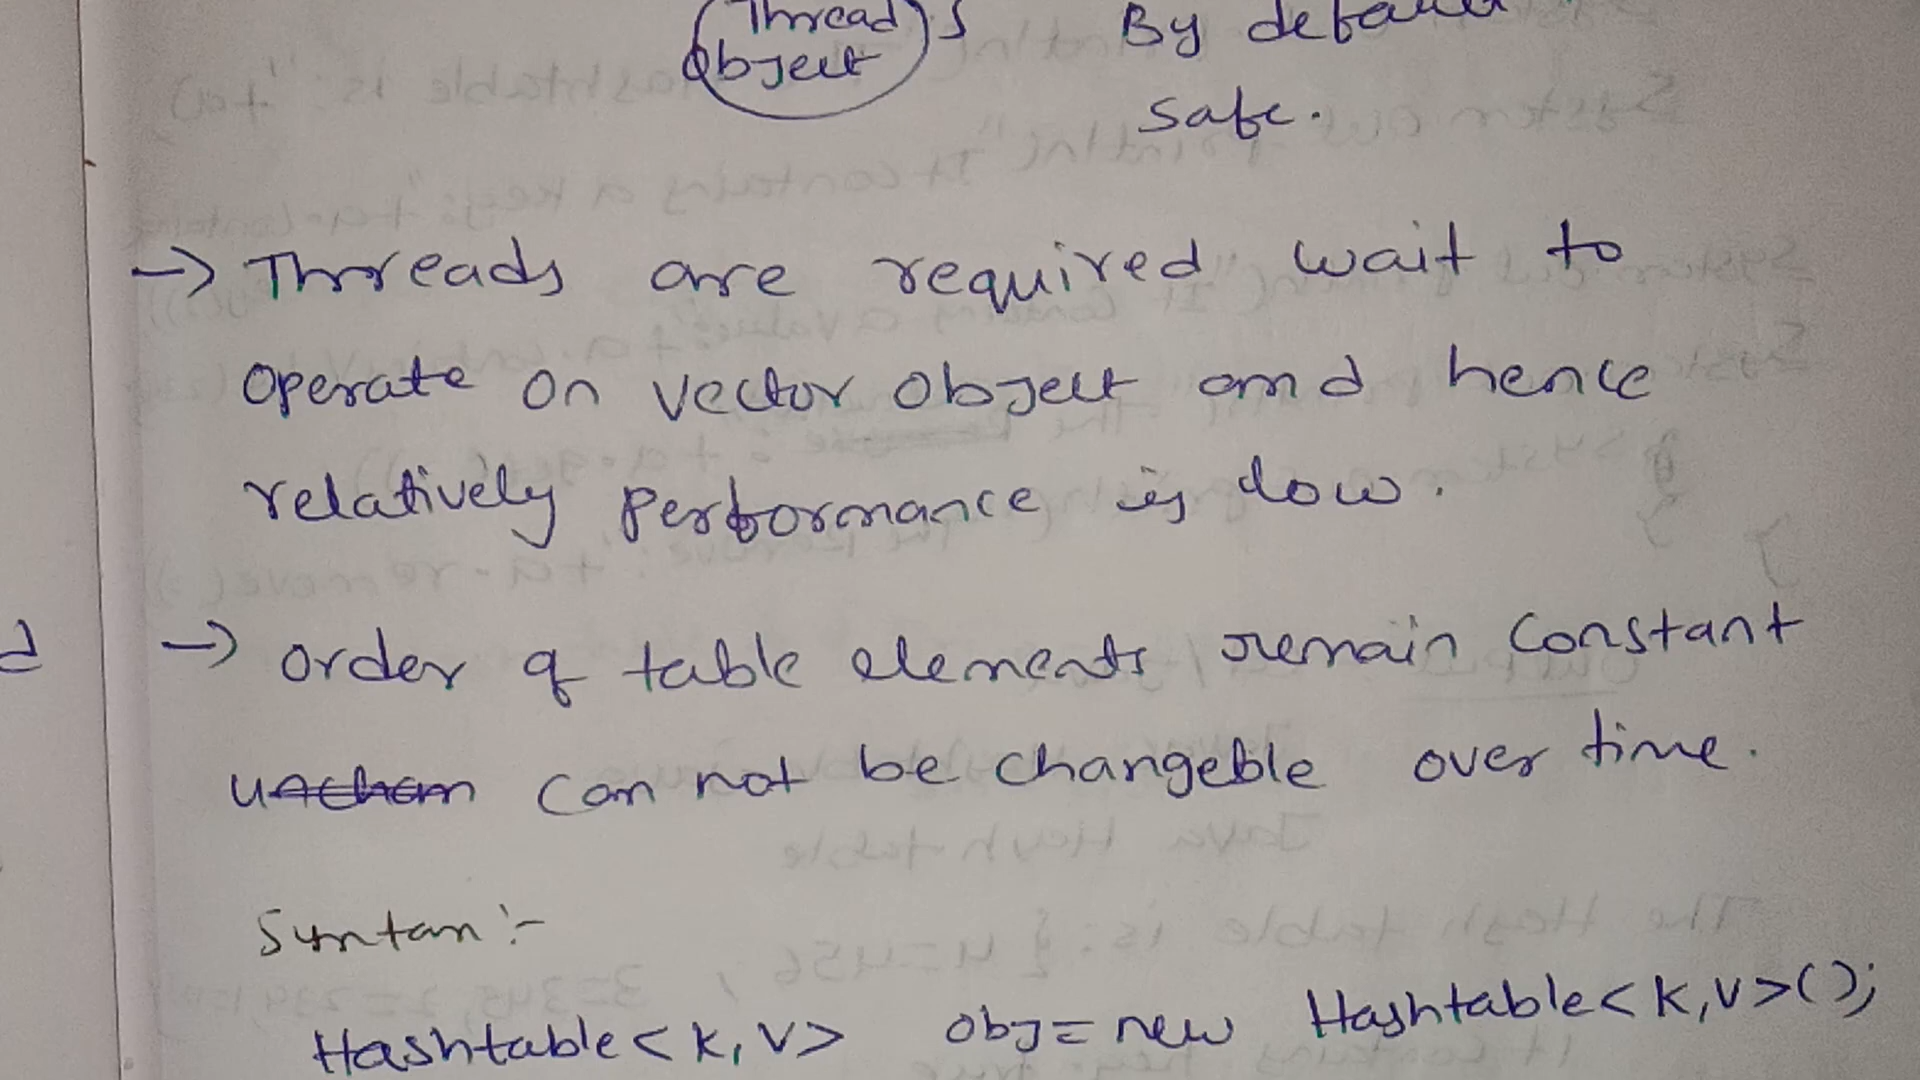 Thread
Object
By default
safe.
→ Threads are required wait to
operate on vector object and hence
relatively performance is low.
→ order of table elements remain constant
can not be changeble over time.
Syntax :-
Hashtable<K,V> obj = new Hashtable<K,V>();